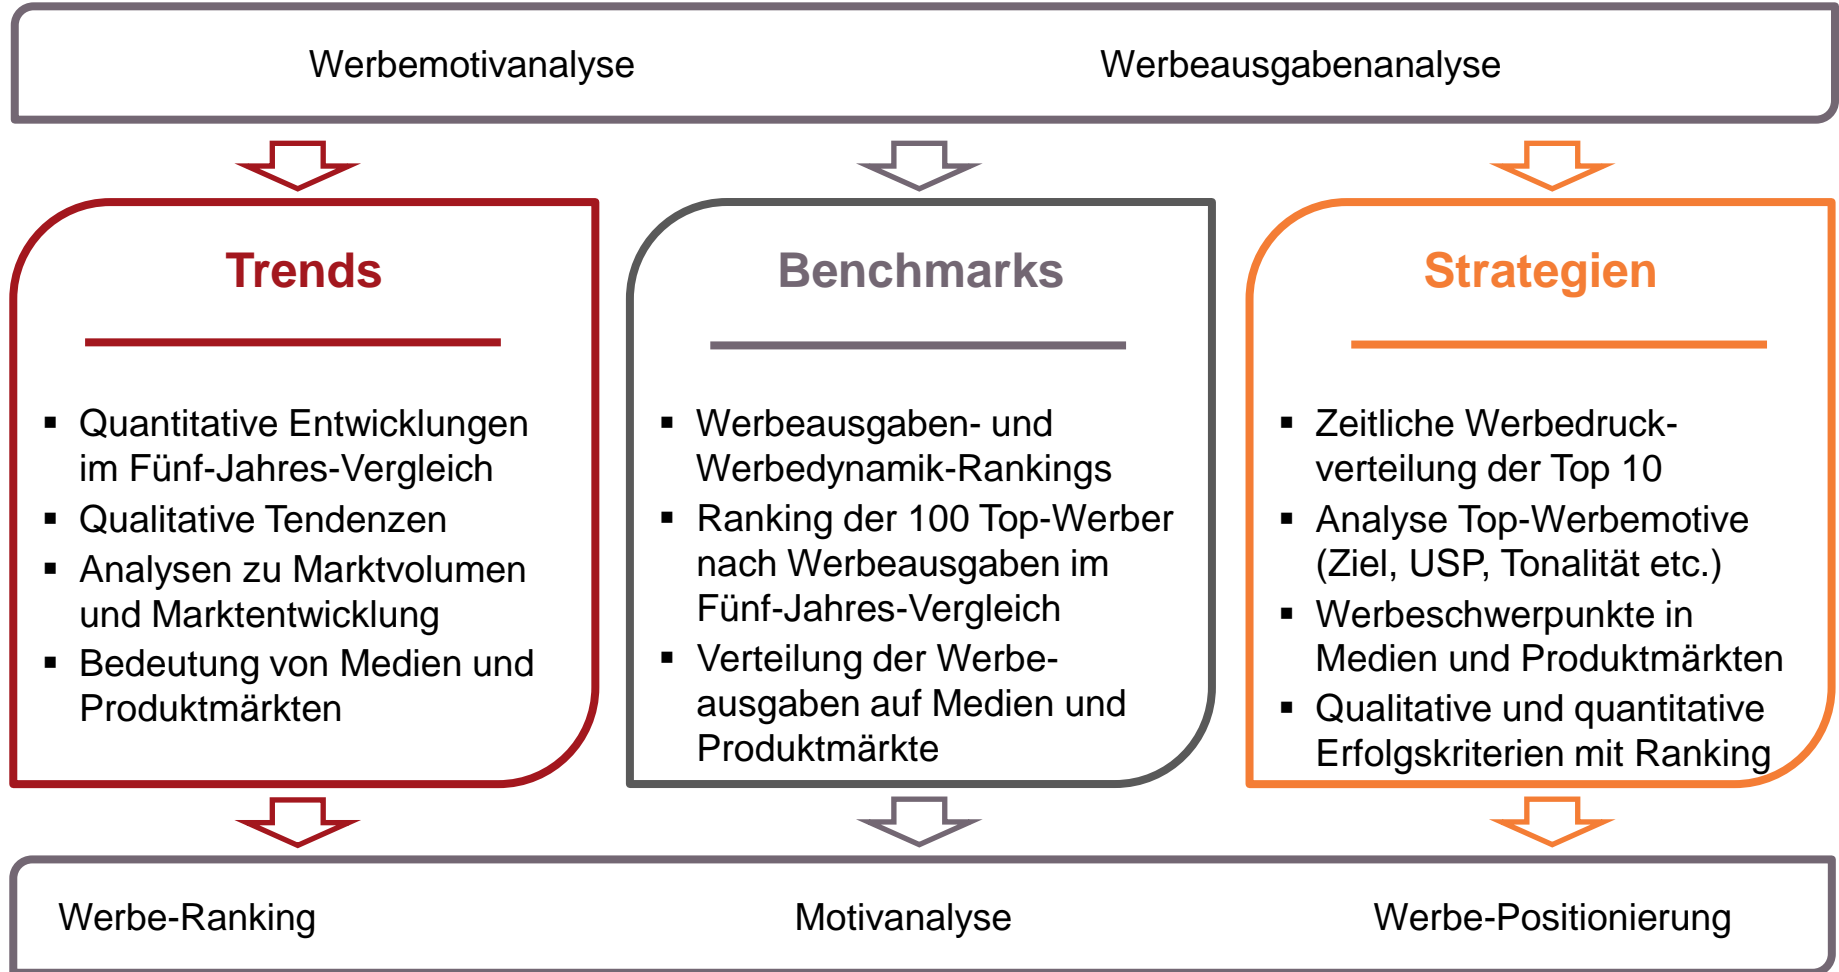 Werbemotivanalyse
Werbeausgabenanalyse
Trends
▪ Quantitative Entwicklungen
im Fünf-Jahres-Vergleich
▪ Qualitative Tendenzen
▪ Analysen zu Marktvolumen
und Marktentwicklung
▪ Bedeutung von Medien und
Produktmärkten
Benchmarks
▪ Werbeausgaben- und
Werbedynamik-Rankings
▪ Ranking der 100 Top-Werber
nach Werbeausgaben im
Fünf-Jahres-Vergleich
▪ Verteilung der Werbe-
ausgaben auf Medien und
Produktmärkte
Strategien
▪ Zeitliche Werbedruck-
verteilung der Top 10
▪ Analyse Top-Werbemotive
(Ziel, USP, Tonalität etc.)
▪ Werbeschwerpunkte in
Medien und Produktmärkten
▪ Qualitative und quantitative
Erfolgskriterien mit Ranking
Werbe-Ranking
Motivanalyse
Werbe-Positionierung